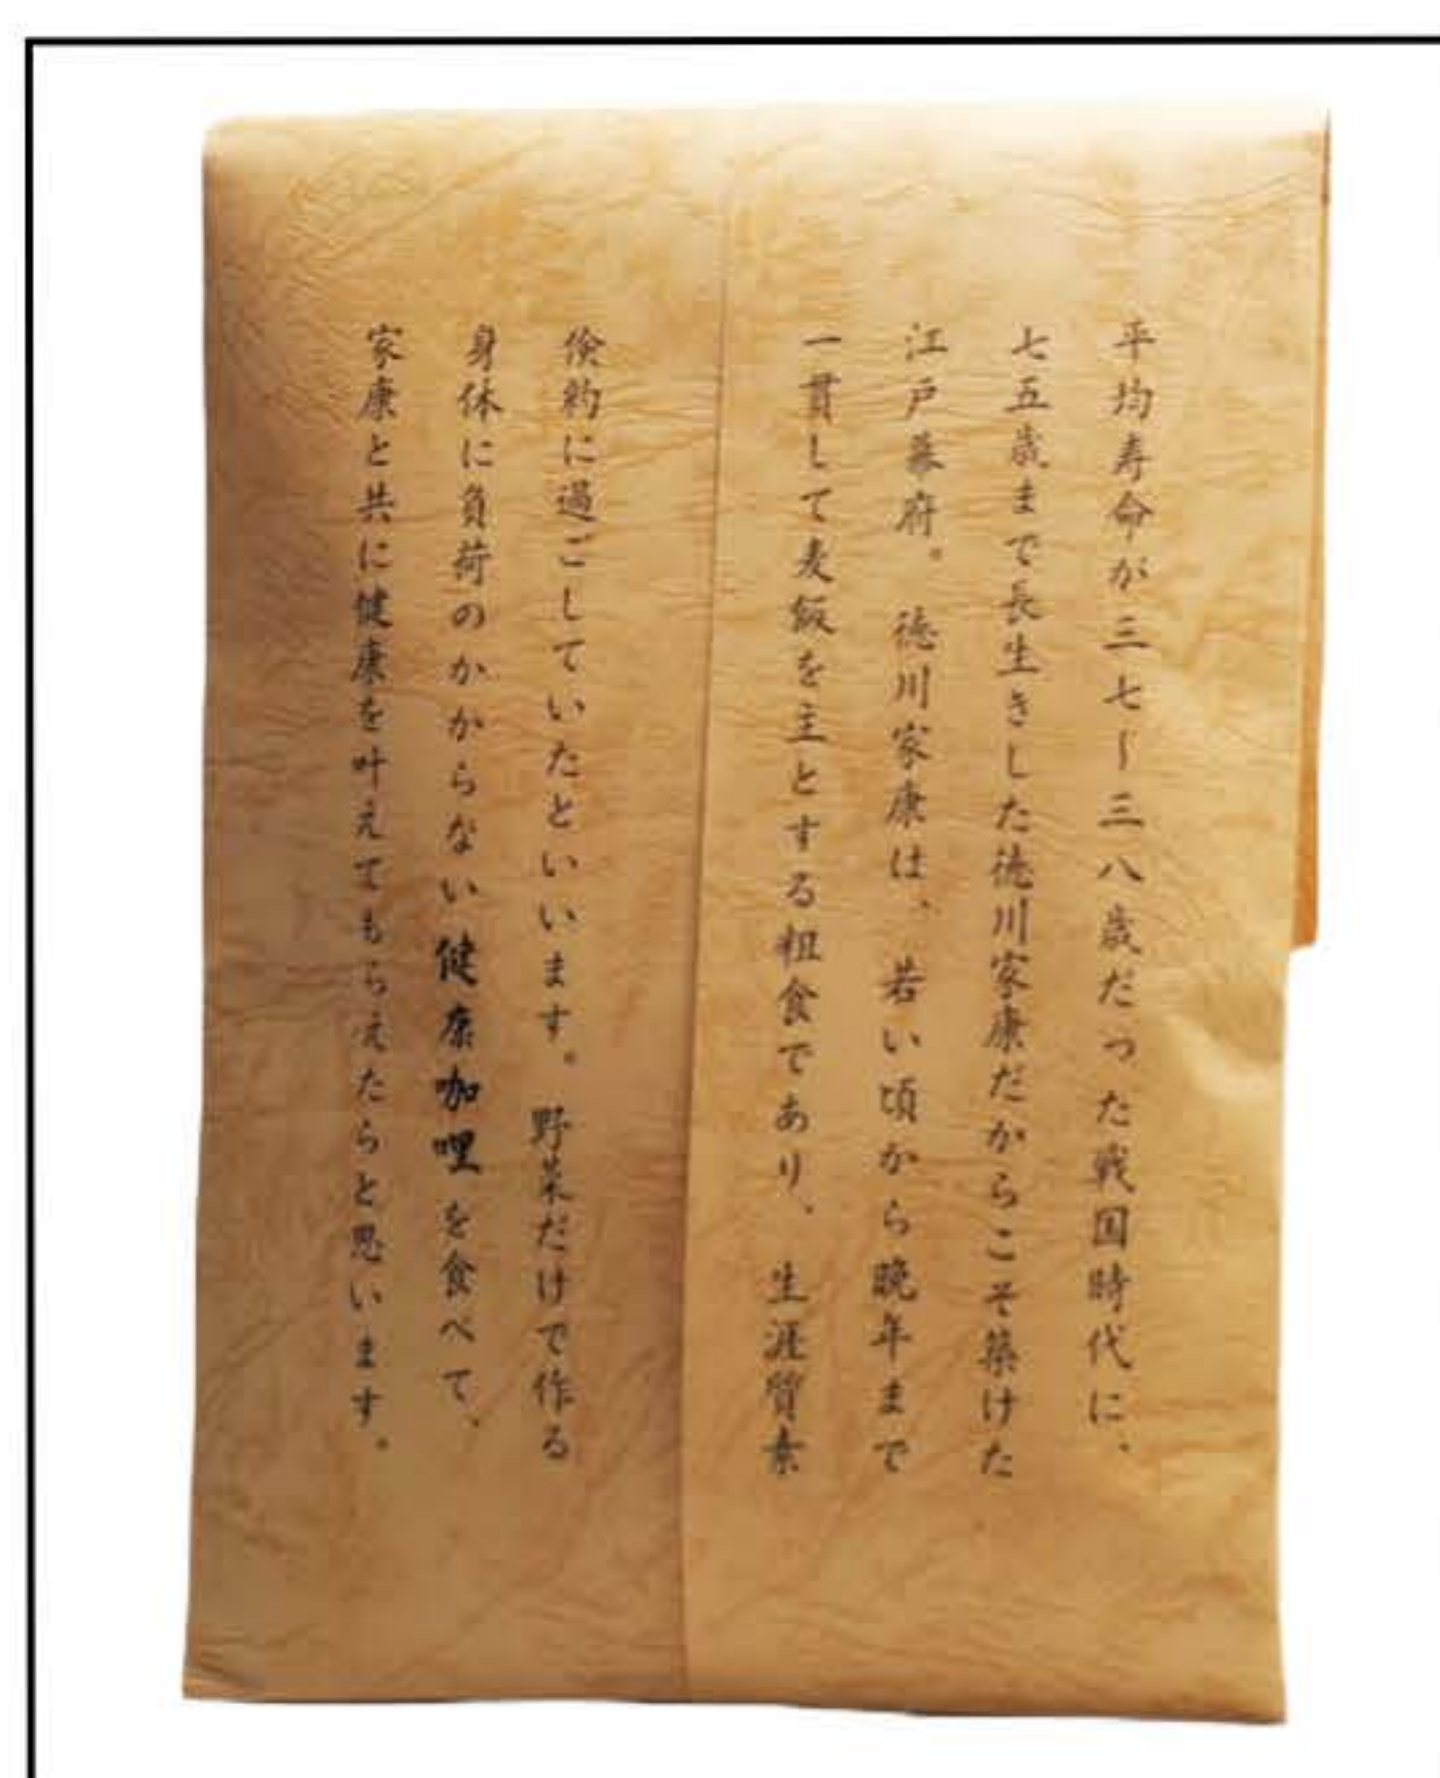 平均寿命が三七〜三八歳だった戦国時代に、
七五歳まで長生きした徳川家康だからこそ築けた
江戸幕府。徳川家康は、若い頃から晩年まで
一貫して麦飯を主とする粗食であり、生涯質素
倹約に過ごしていたといいます。野菜だけで作る
身体に負荷のかからない健康咖哩を食べて、
家康と共に健康を叶えてもらえたらと思います。